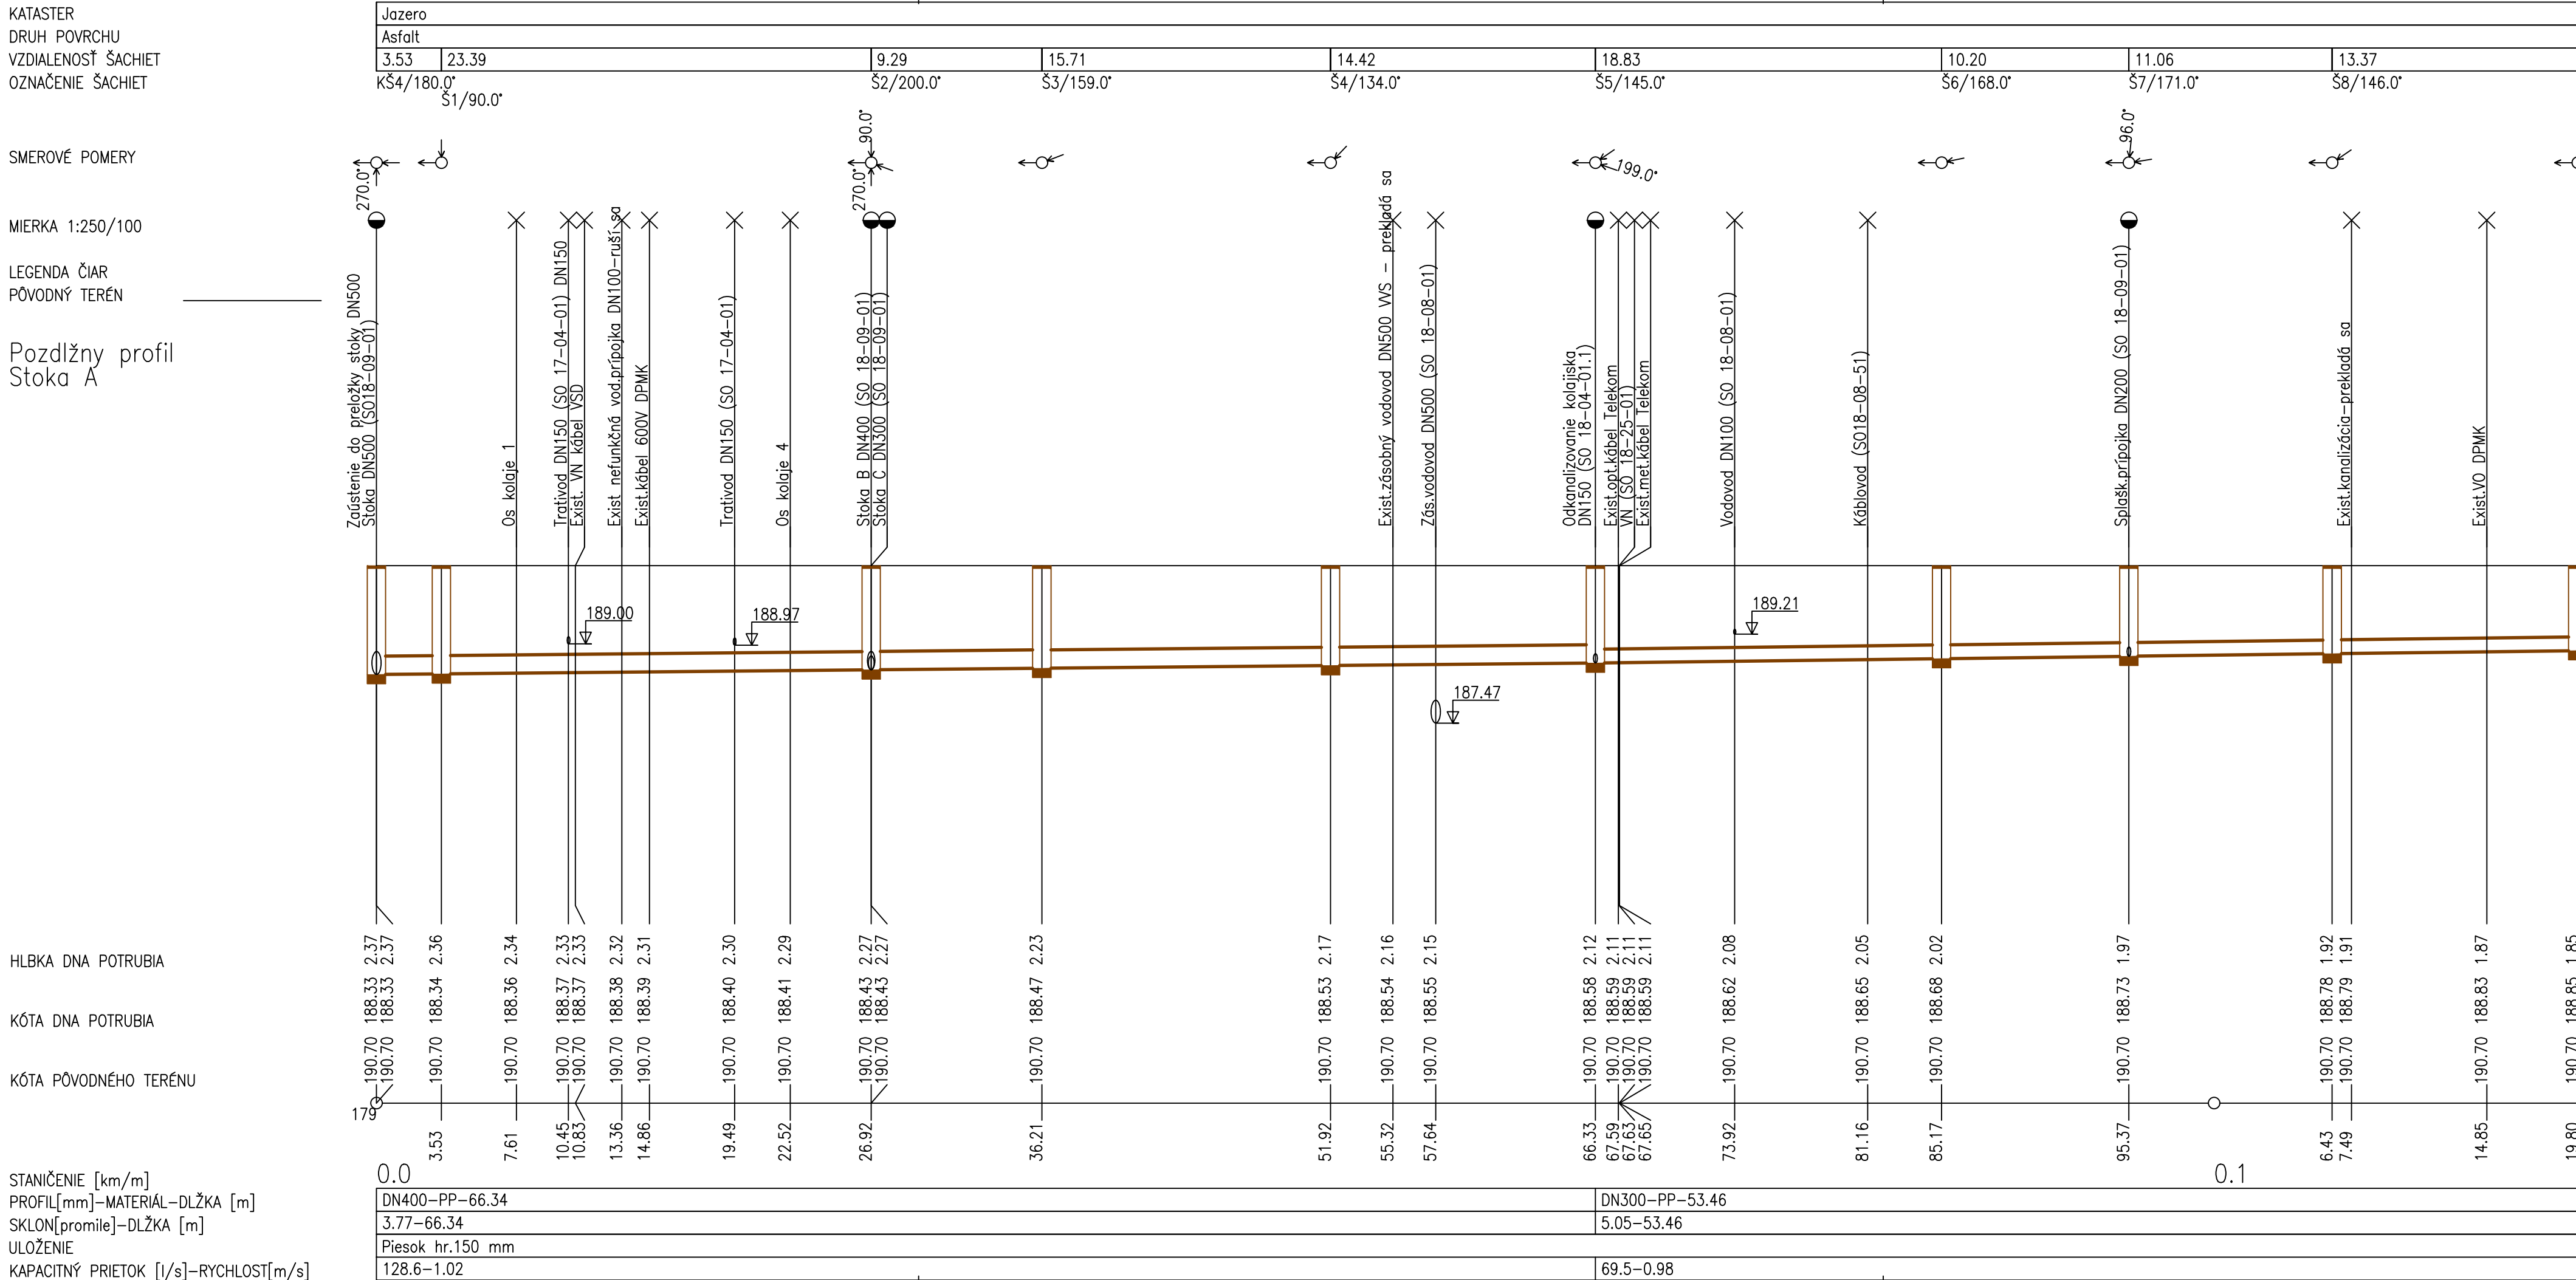 KATASTER
Jazero
DRUH POVRCHU
Asfalt
VZDIALENOSŤ ŠACHIET
3.53 23.39 9.29 15.71 14.42 18.83 10.20 11.06 13.37
OZNAČENIE ŠACHIET
KŠ4/180.0° Š2/200.0° Š3/159.0° Š4/134.0° Š5/145.0° Š6/168.0° Š7/171.0° Š8/146.0°
Š1/90.0°
SMEROVÉ POMERY
270.0°
90.0°
270.0°
199.0°
96.0°
MIERKA 1:250/100
LEGENDA ČIAR
PÔVODNÝ TERÉN
Pozdlžny profil
Stoka A
Zaústenie do preložky stoky DN500
Stoka DN500 (SO18-09-01)
Os kolaje 1
Trativod DN150 (SO 17-04-01) DN150
Exist. VN kábel VSD
Exist nefunkčná vod.prípojka DN100-ruší sa
Exist.kábel 600V DPMK
Trativod DN150 (SO 17-04-01)
Os kolaje 4
Stoka B DN400 (SO 18-09-01)
Stoka C DN300 (SO 18-09-01)
Exist.zásobný vodovod DN500 VVS - prekladá sa
Zás.vodovod DN500 (SO 18-08-01)
Odkanalizovanie kolajiska
DN150 (SO 18-04-01.1)
Exist.opt.kábel Telekom
VN (SO 18-25-01)
Exist.met.kábel Telekom
Vodovod DN100 (SO 18-08-01)
Káblovod (SO18-08-51)
Splašk.prípojka DN200 (SO 18-09-01)
Exist.kanalizácia-prekladá sa
Exist.VO DPMK
189.00
188.97
187.47
189.21
HLBKA DNA POTRUBIA
2.37 2.37 2.36 2.34 2.33 2.33 2.32 2.31 2.30 2.29 2.27 2.27 2.23 2.17 2.16 2.15 2.12 2.11 2.11 2.11 2.08 2.05 2.02 1.97 1.92 1.91 1.87 1.85
KÓTA DNA POTRUBIA
188.33 188.33 188.34 188.36 188.37 188.37 188.38 188.39 188.40 188.41 188.43 188.43 188.47 188.53 188.54 188.55 188.58 188.59 188.59 188.59 188.62 188.65 188.68 188.73 188.78 188.79 188.83 188.85
KÓTA PÔVODNÉHO TERÉNU
190.70 190.70 190.70 190.70 190.70 190.70 190.70 190.70 190.70 190.70 190.70 190.70 190.70 190.70 190.70 190.70 190.70 190.70 190.70 190.70 190.70 190.70 190.70 190.70 190.70 190.70 190.70 190.70
179
3.53 7.61 10.45 10.83 13.36 14.86 19.49 22.52 26.92 36.21 51.92 55.32 57.64 66.33 67.59 67.63 67.65 73.92 81.16 85.17 95.37 6.43 7.49 14.85 19.80
STANIČENIE [km/m]
0.0 0.1
PROFIL[mm]-MATERIÁL-DLŽKA [m]
DN400-PP-66.34 DN300-PP-53.46
SKLON[promile]-DLŽKA [m]
3.77-66.34 5.05-53.46
ULOŽENIE
Piesok hr.150 mm
KAPACITNÝ PRIETOK [l/s]-RYCHLOST[m/s]
128.6-1.02 69.5-0.98